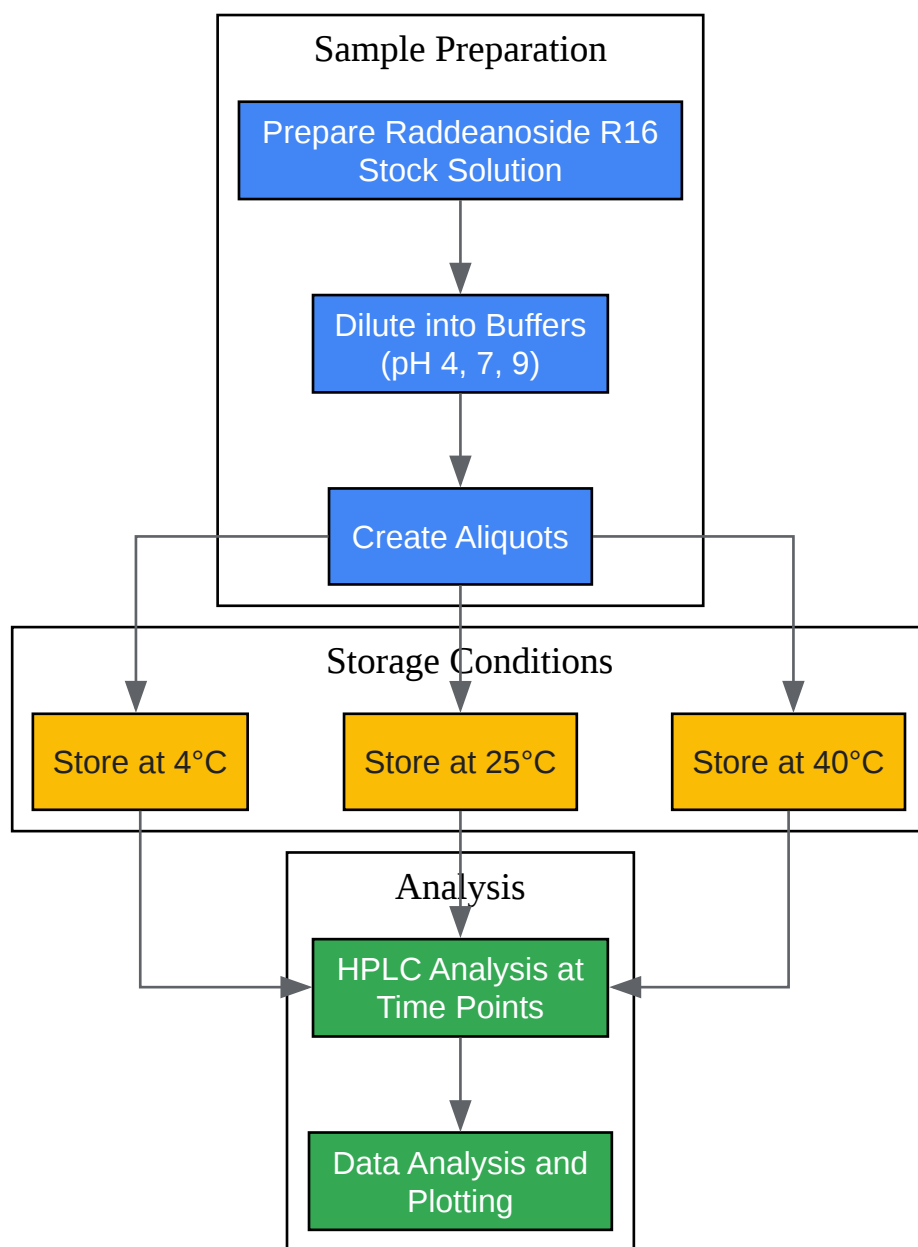 Sample Preparation
Prepare Raddeanoside R16
Stock Solution
Dilute into Buffers
(pH 4, 7, 9)
Create Aliquots
Storage Conditions
Store at 4°C
Store at 25°C
Store at 40°C
Analysis
HPLC Analysis at
Time Points
Data Analysis and
Plotting